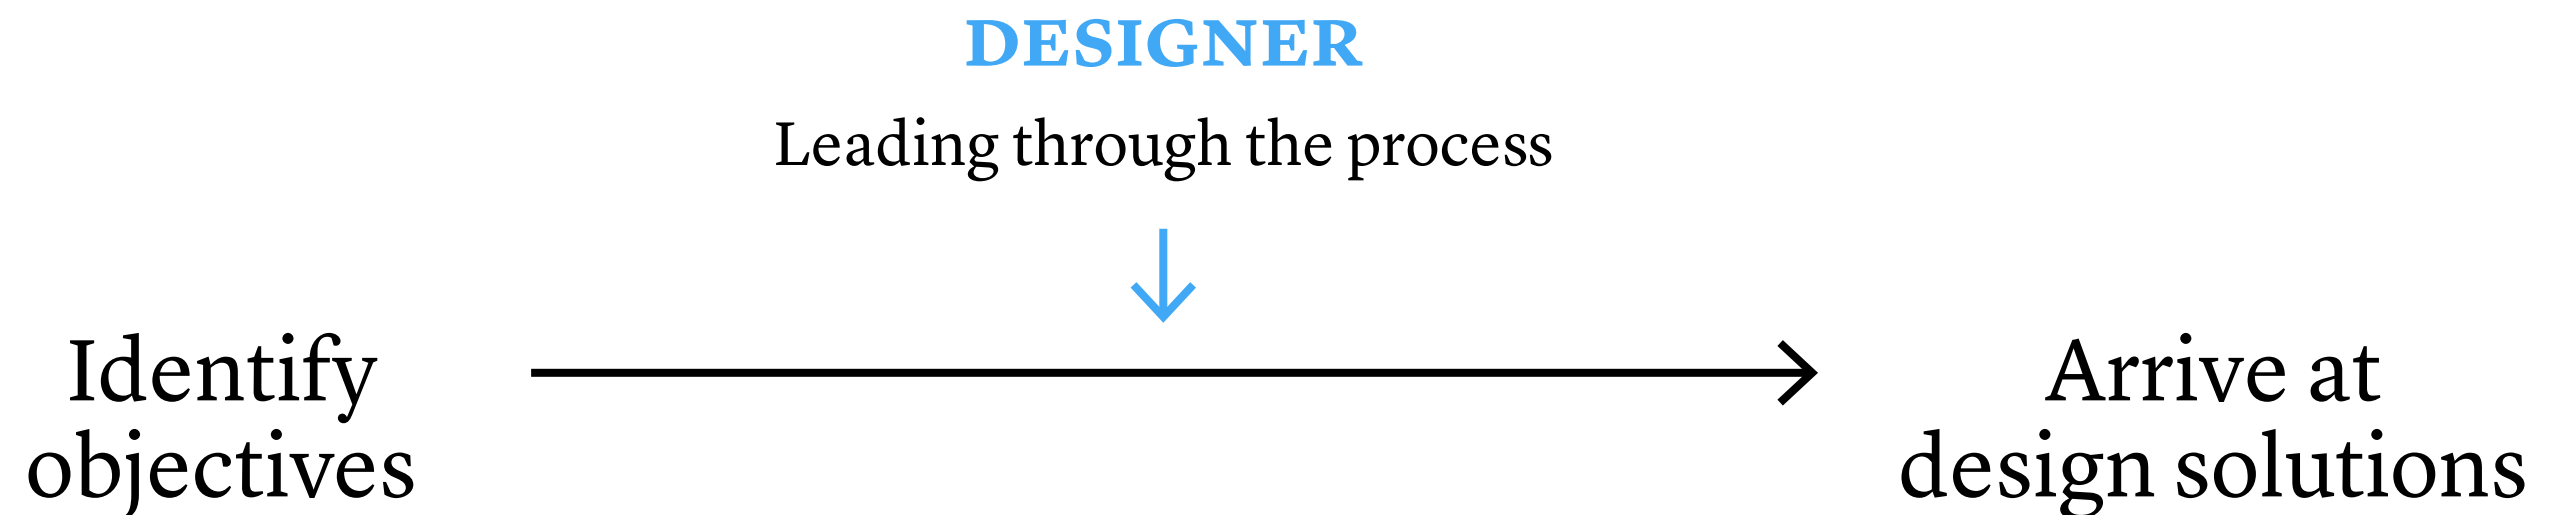 DESIGNER
Leading through the process
Identify
objectives
Arrive at
design solutions